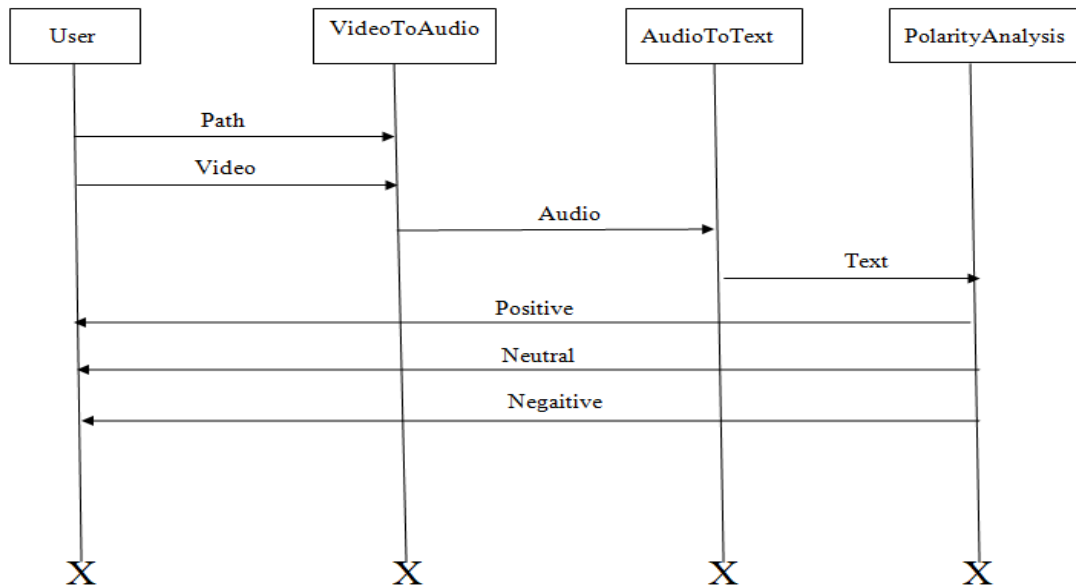 User
VideoToAudio
AudioToText
PolarityAnalysis
Path
Video
Audio
Text
Positive
Neutral
Negaitive
X
X
X
X